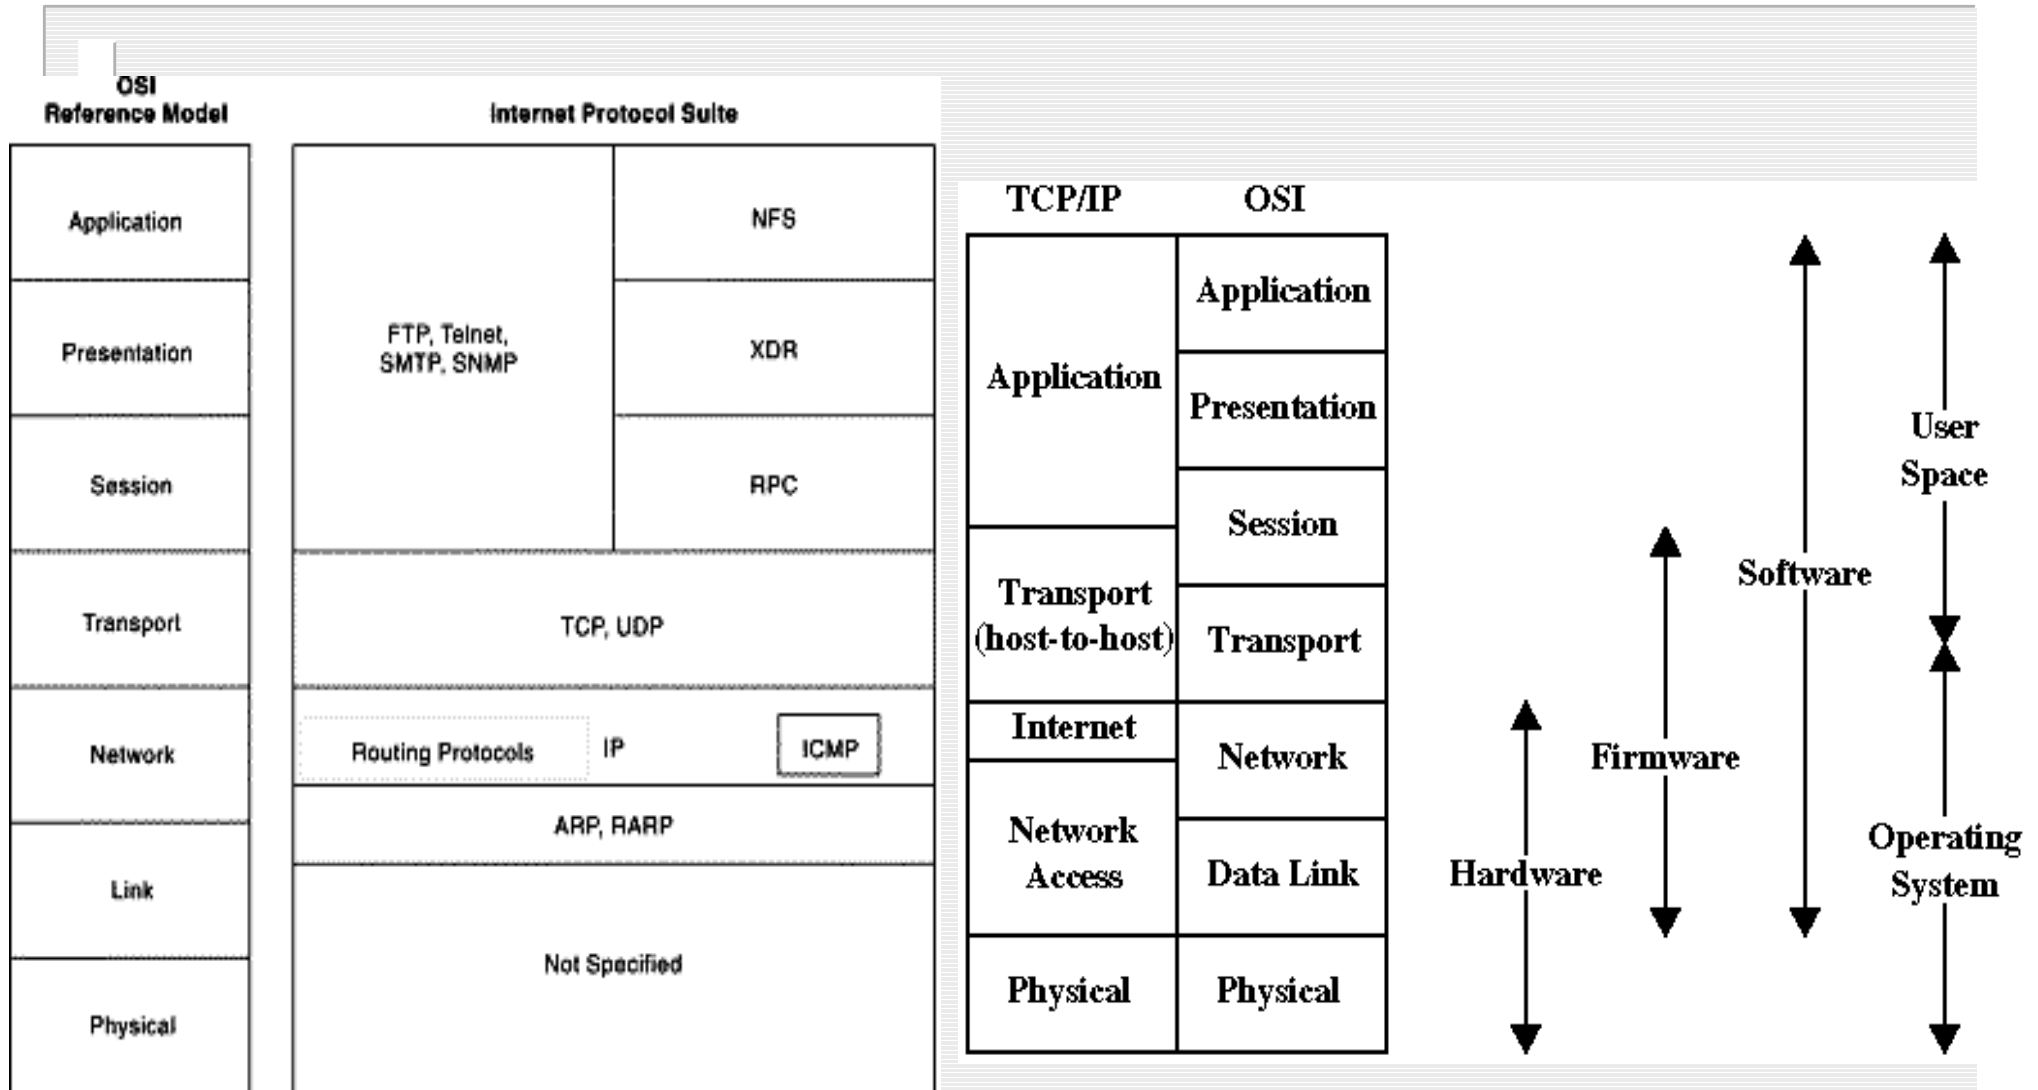 OSI
Reference Model
Internet Protocol Suite
Application
Presentation
Session
Transport
Network
Link
Physical
FTP, Telnet,
SMTP, SNMP
NFS
XDR
RPC
TCP, UDP
Routing Protocols
IP
ICMP
ARP, RARP
Not Specified
TCP/IP
OSI
Application
Transport
(host-to-host)
Internet
Network
Access
Physical
Application
Presentation
Session
Transport
Network
Data Link
Physical
Hardware
Firmware
Software
User
Space
Operating
System